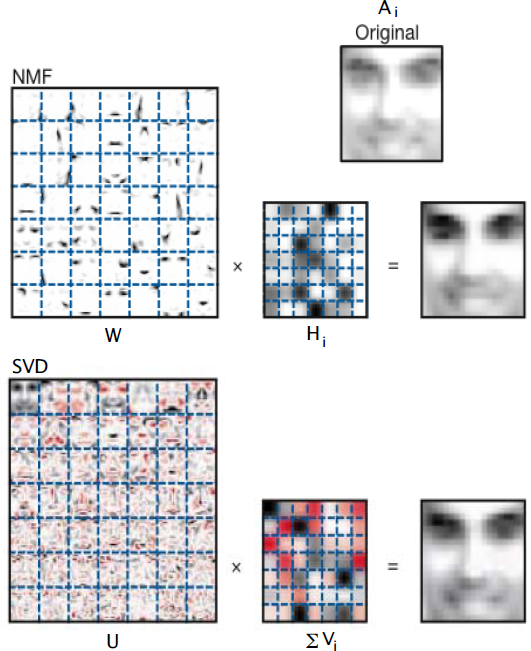 A i
Original
NMF
×
=
W
H i
SVD
×
=
U
Σ V i